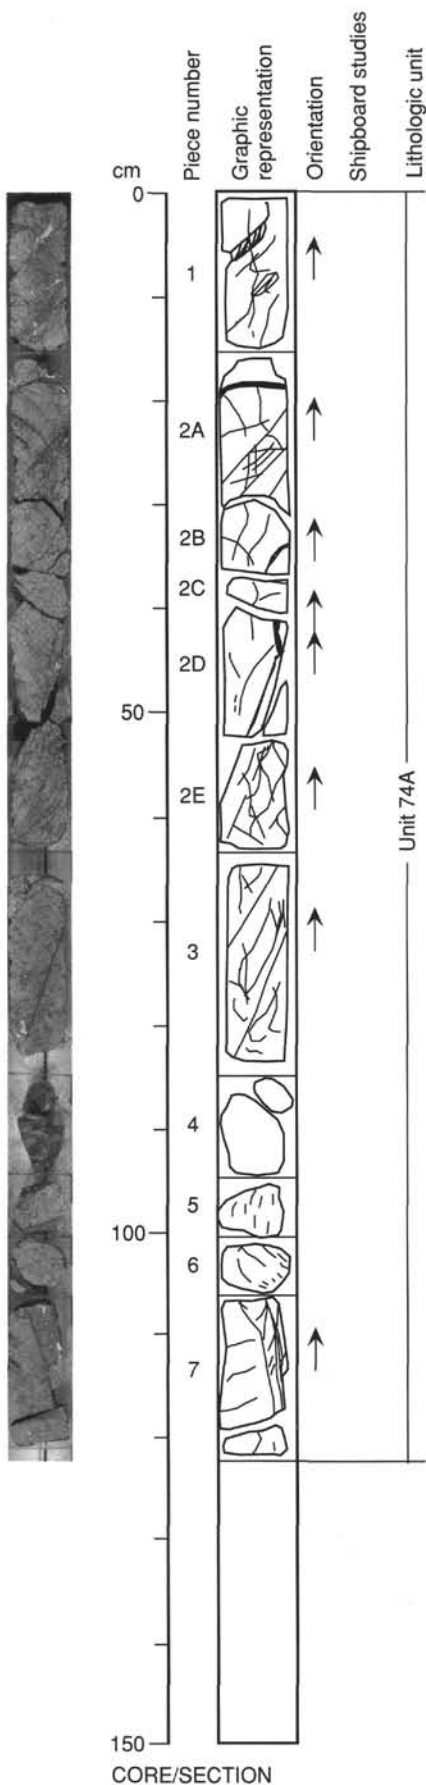 cm
Piece number
Graphic
representation
Orientation
Shipboard studies
Lithologic unit
0
1
2A
2B
2C
2D
50
2E
Unit 74A
3
4
5
100
6
7
150
CORE/SECTION